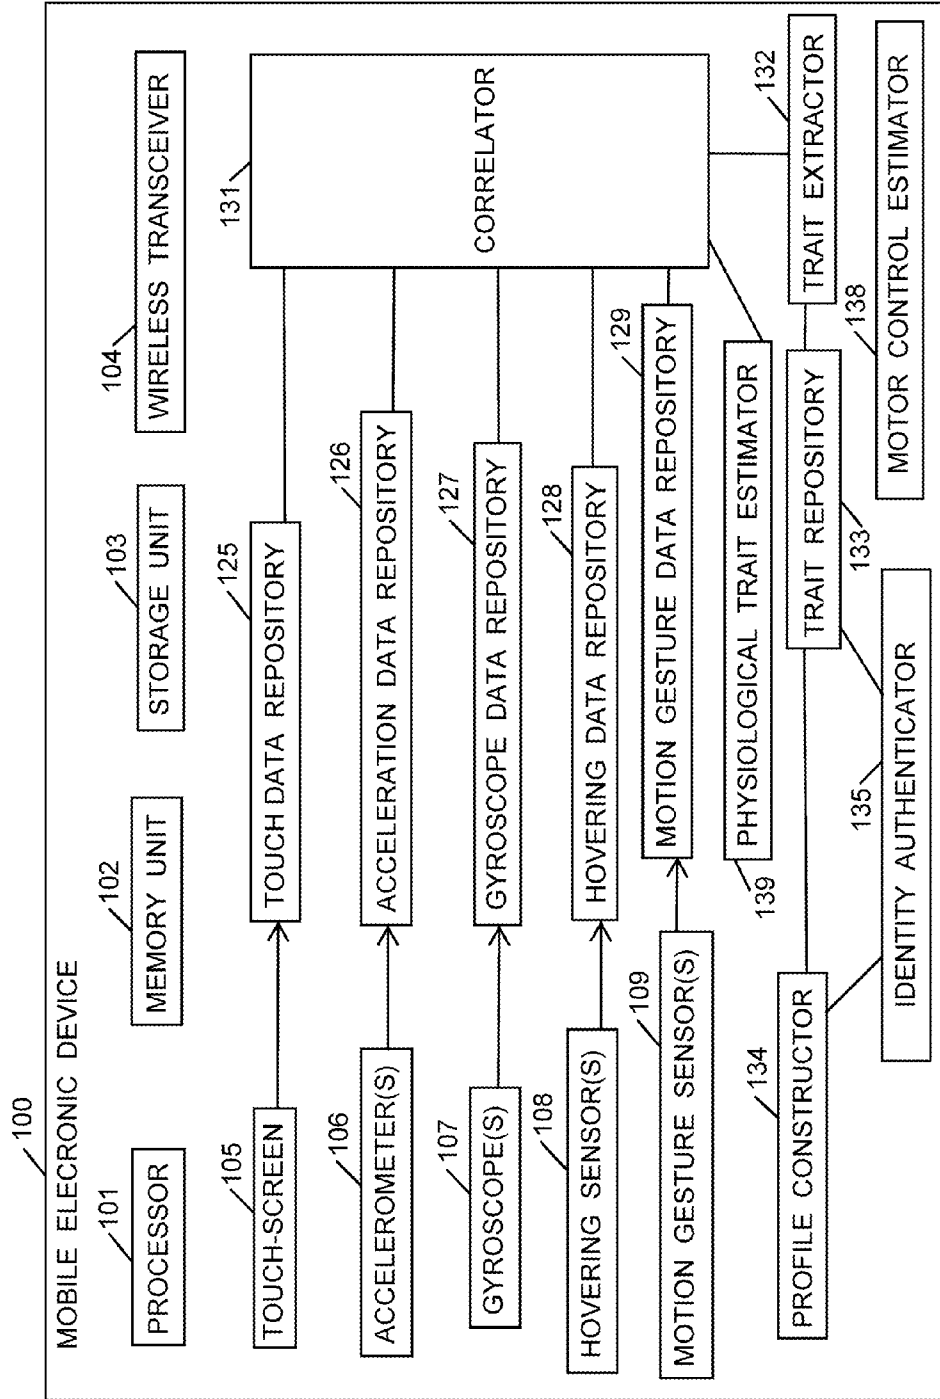 100
MOBILE ELECRONIC DEVICE
101
PROCESSOR
102
MEMORY UNIT
103
STORAGE UNIT
104
WIRELESS TRANSCEIVER
105
TOUCH-SCREEN
125
TOUCH DATA REPOSITORY
131
CORRELATOR
106
ACCELEROMETER(S)
126
ACCELERATION DATA REPOSITORY
107
GYROSCOPE(S)
127
GYROSCOPE DATA REPOSITORY
108
HOVERING SENSOR(S)
128
HOVERING DATA REPOSITORY
109
MOTION GESTURE SENSOR(S)
129
MOTION GESTURE DATA REPOSITORY
139
PHYSIOLOGICAL TRAIT ESTIMATOR
132
TRAIT EXTRACTOR
134
PROFILE CONSTRUCTOR
TRAIT REPOSITORY
133
135
IDENTITY AUTHENTICATOR
138
MOTOR CONTROL ESTIMATOR